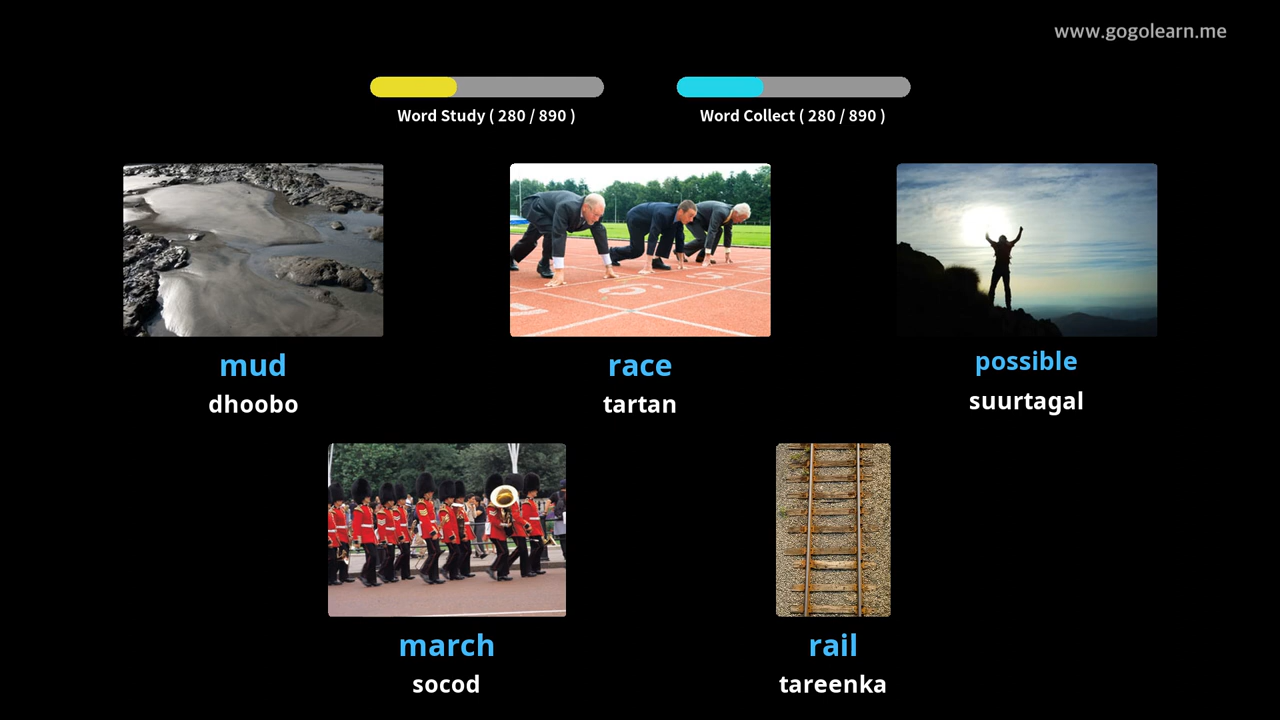 www.gogolearn.me
Word Study ( 280 / 890 )
Word Collect ( 280 / 890 )
mud
race
possible
dhoobo
tartan
suurtagal
march
rail
socod
tareenka